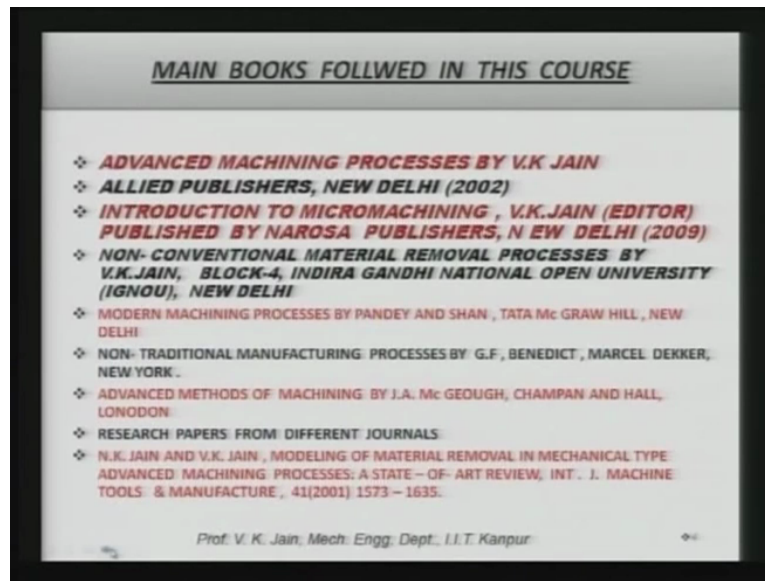 MAIN BOOKS FOLLWED IN THIS COURSE
❖ ADVANCED MACHINING PROCESSES BY V.K JAIN
❖ ALLIED PUBLISHERS, NEW DELHI (2002)
❖ INTRODUCTION TO MICROMACHINING , V.K.JAIN (EDITOR)
PUBLISHED BY NAROSA PUBLISHERS, N EW DELHI (2009)
❖ NON- CONVENTIONAL MATERIAL REMOVAL PROCESSES BY
V.K.JAIN, BLOCK-4, INDIRA GANDHI NATIONAL OPEN UNIVERSITY
(IGNOU), NEW DELHI
❖ MODERN MACHINING PROCESSES BY PANDEY AND SHAN , TATA Mc GRAW HILL , NEW
DELHI
❖ NON- TRADITIONAL MANUFACTURING PROCESSES BY G.F , BENEDICT , MARCEL DEKKER,
NEW YORK .
❖ ADVANCED METHODS OF MACHINING BY J.A. Mc GEOUGH, CHAMPAN AND HALL,
LONODON
❖ RESEARCH PAPERS FROM DIFFERENT JOURNALS
❖ N.K. JAIN AND V.K. JAIN , MODELING OF MATERIAL REMOVAL IN MECHANICAL TYPE
ADVANCED MACHINING PROCESSES: A STATE – OF- ART REVIEW, INT . J. MACHINE
TOOLS & MANUFACTURE , 41(2001) 1573 – 1635.
Prof. V. K. Jain, Mech. Engg. Dept., I.I.T. Kanpur